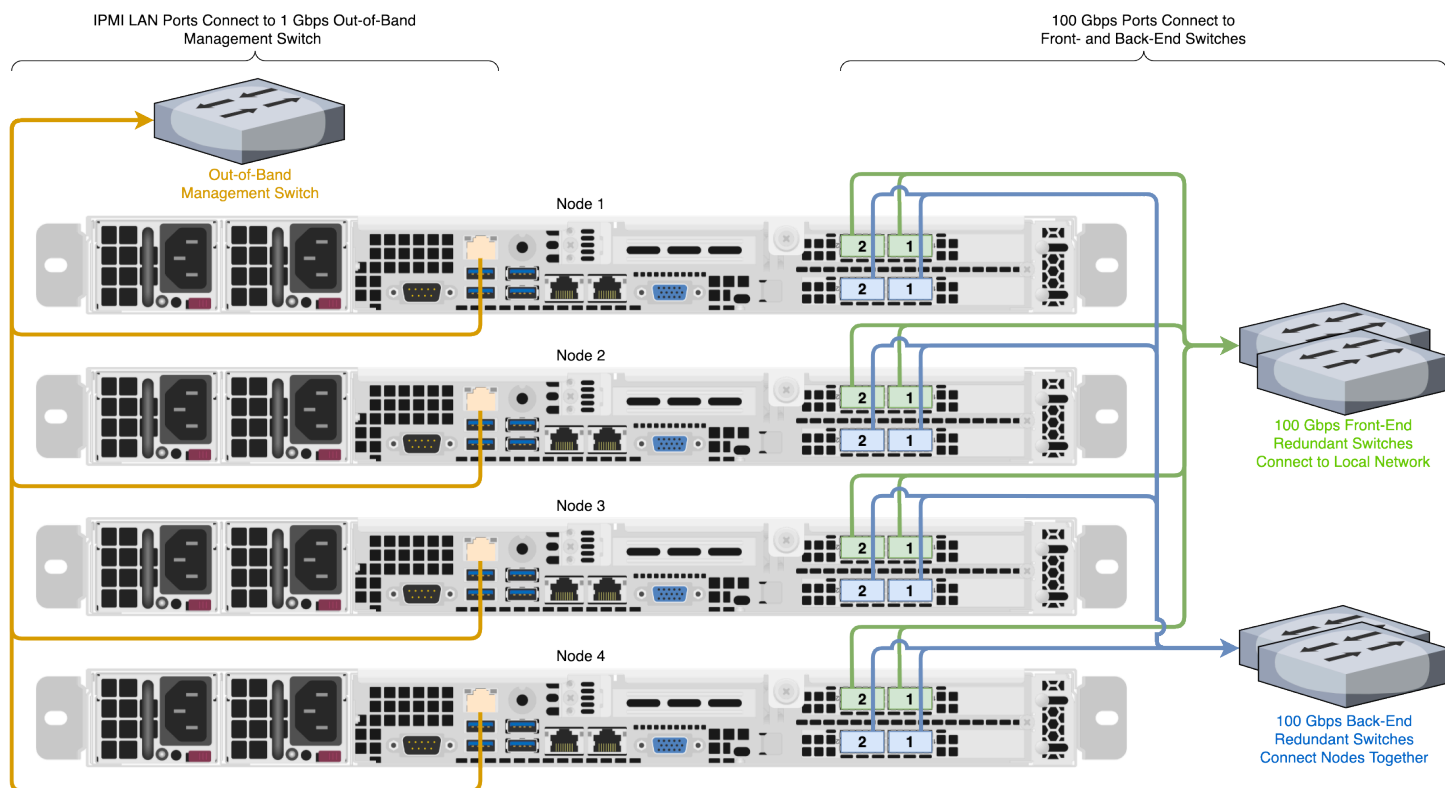 IPMI LAN Ports Connect to 1 Gbps Out-of-Band
Management Switch
100 Gbps Ports Connect to
Front- and Back-End Switches
Out-of-Band
Management Switch
Node 1
2 1
2 1
Node 2
2 1
2 1
100 Gbps Front-End
Redundant Switches
Connect to Local Network
Node 3
2 1
2 1
Node 4
2 1
2 1
100 Gbps Back-End
Redundant Switches
Connect Nodes Together